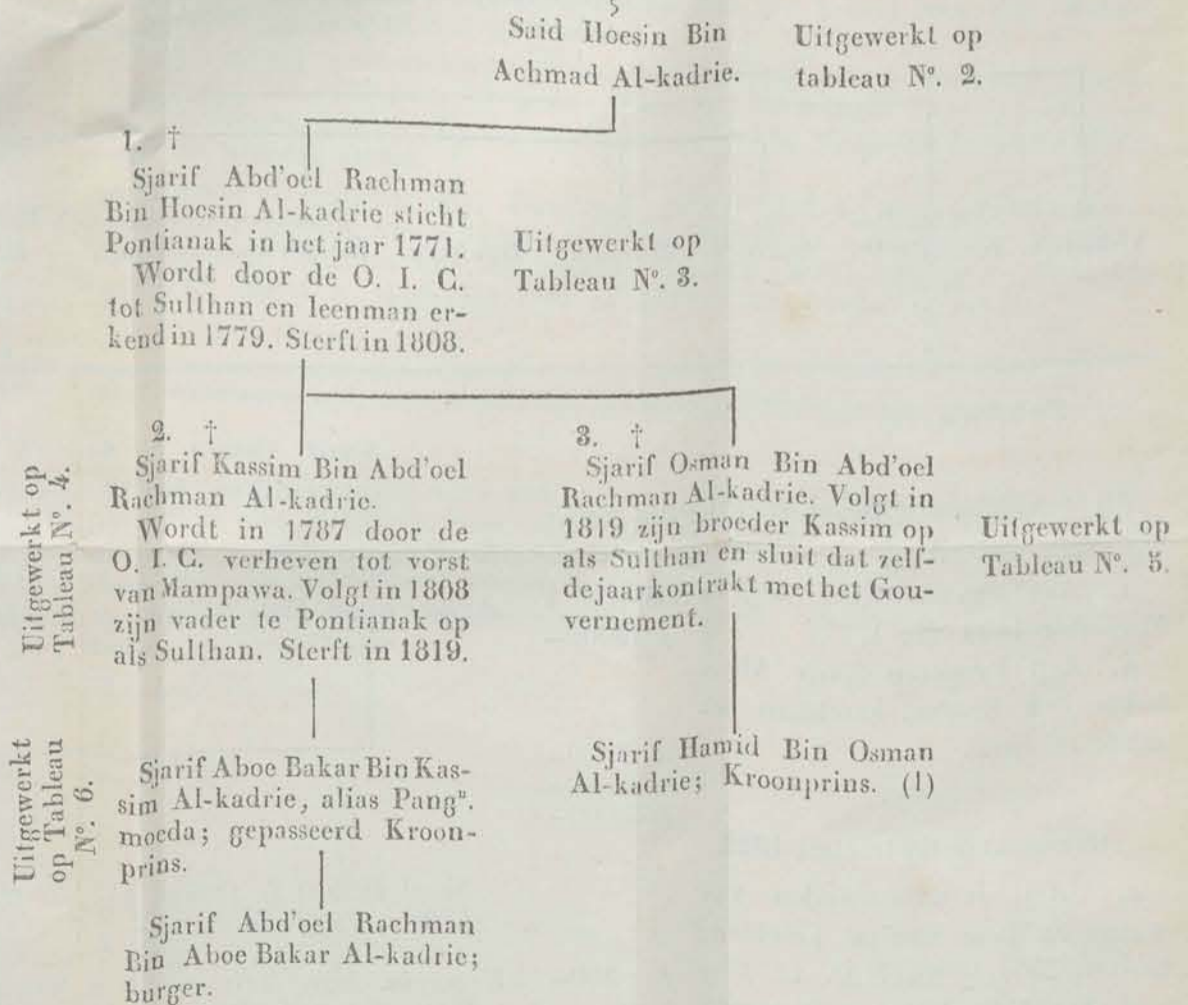 Said Hoesin Bin
Achmad Al-kadrie.
Uitgewerkt op
tableau N°. 2.
1. †
Sjarif Abd'oel Rachman
Bin Hoesin Al-kadrie sticht
Pontianak in het jaar 1771.
Wordt door de O. I. C.
tot Sulthan en leenman er-
kend in 1779. Sterft in 1808.
Uitgewerkt op
Tableau N°. 3.
2. †
Sjarif Kassim Bin Abd'oel
Rachman Al-kadrie.
Wordt in 1787 door de
O. I. C. verheven tot vorst
van Mampawa. Volgt in 1808
zijn vader te Pontianak op
als Sulthan. Sterft in 1819.
Uitgewerkt op
Tableau N°. 4.
3. †
Sjarif Osman Bin Abd'oel
Rachman Al-kadrie. Volgt in
1819 zijn broeder Kassim op
als Sulthan en sluit dat zelf-
de jaar kontrakt met het Gou-
vernement.
Uitgewerkt op
Tableau N°. 5.
Sjarif Aboe Bakar Bin Kas-
sim Al-kadrie, alias Pangⁿ.
moeda; gepasseerd Kroon-
prins.
Uitgewerkt
op Tableau
N°. 6.
Sjarif Hamid Bin Osman
Al-kadrie; Kroonprins. (1)
Sjarif Abd'oel Rachman
Bin Aboe Bakar Al-kadrie;
burger.